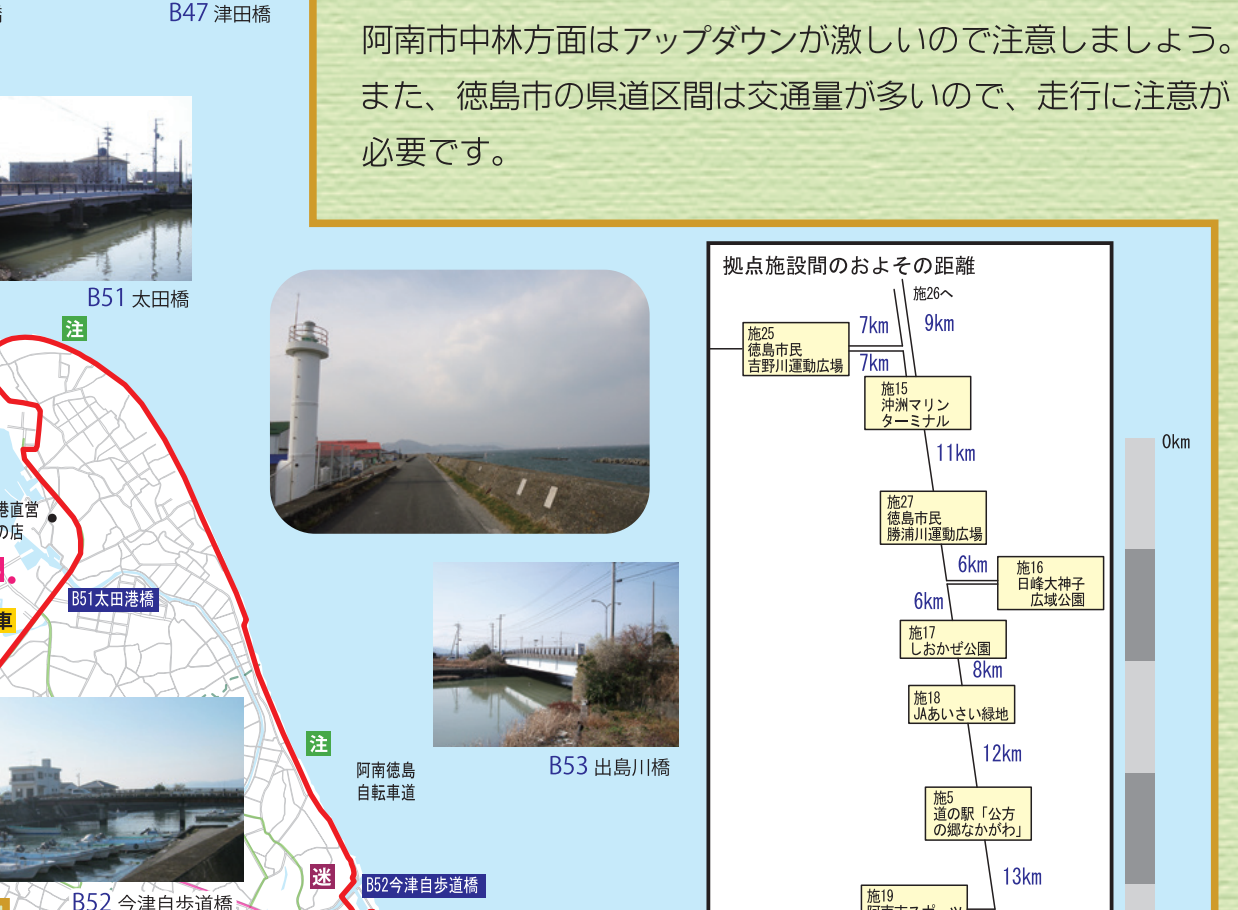 B47 津田橋
阿南市中林方面はアップダウンが激しいので注意しましょう。
また、徳島市の県道区間は交通量が多いので、走行に注意が
必要です。
B51 太田橋
注
港直営
の店
車
B51太田港橋
注
阿南徳島
自転車道
迷
B52今津自歩道橋
B52 今津自歩道橋
B53 出島川橋
拠点施設間のおよその距離
施26へ
7km
9km
施25
徳島市民
吉野川運動広場
7km
施15
沖洲マリン
ターミナル
11km
施27
徳島市民
勝浦川運動広場
6km
施16
日峰大神子
広域公園
6km
施17
しおかぜ公園
8km
施18
JAあいさい緑地
12km
施5
道の駅「公方
の郷なかがわ」
13km
施19
阿南市スポーツ
0km